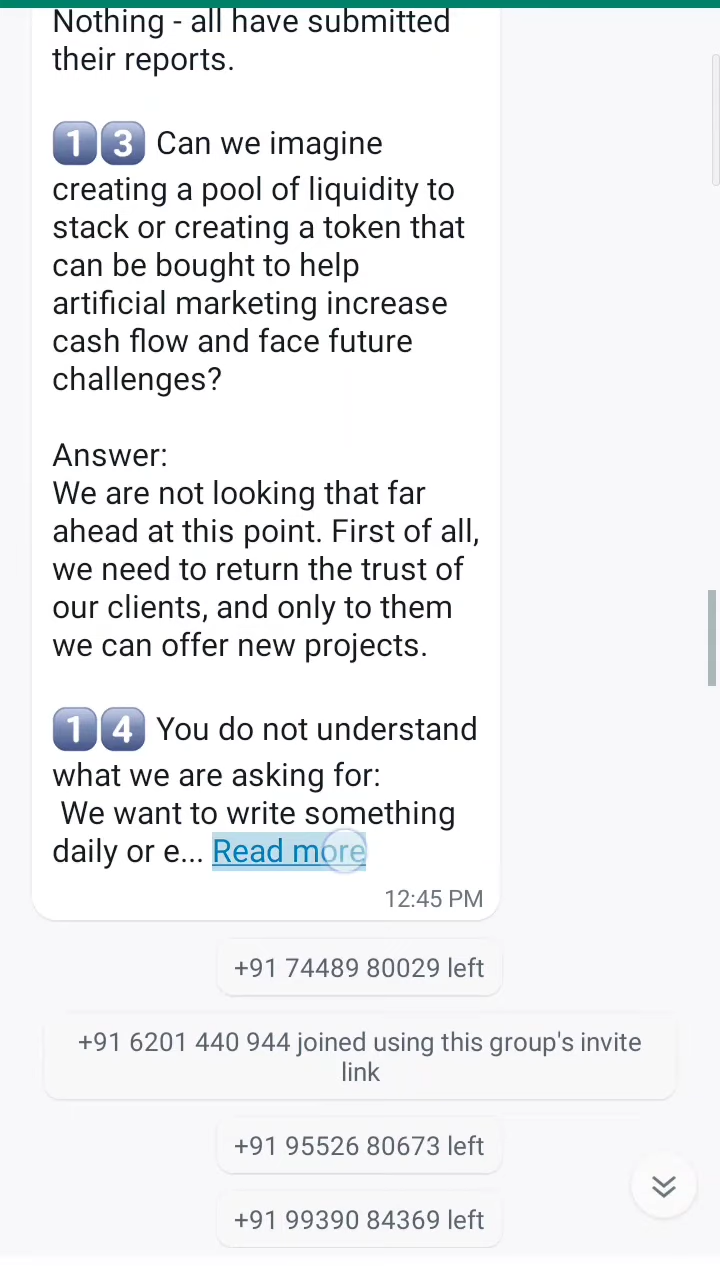 Nothing - all have submitted
their reports.
1 3 Can we imagine
creating a pool of liquidity to
stack or creating a token that
can be bought to help
artificial marketing increase
cash flow and face future
challenges?
Answer:
We are not looking that far
ahead at this point. First of all,
we need to return the trust of
our clients, and only to them
we can offer new projects.
1 4 You do not understand
what we are asking for:
We want to write something
daily or e... Read more
12:45 PM
+91 74489 80029 left
+91 6201 440 944 joined using this group's invite
link
+91 95526 80673 left
+91 99390 84369 left